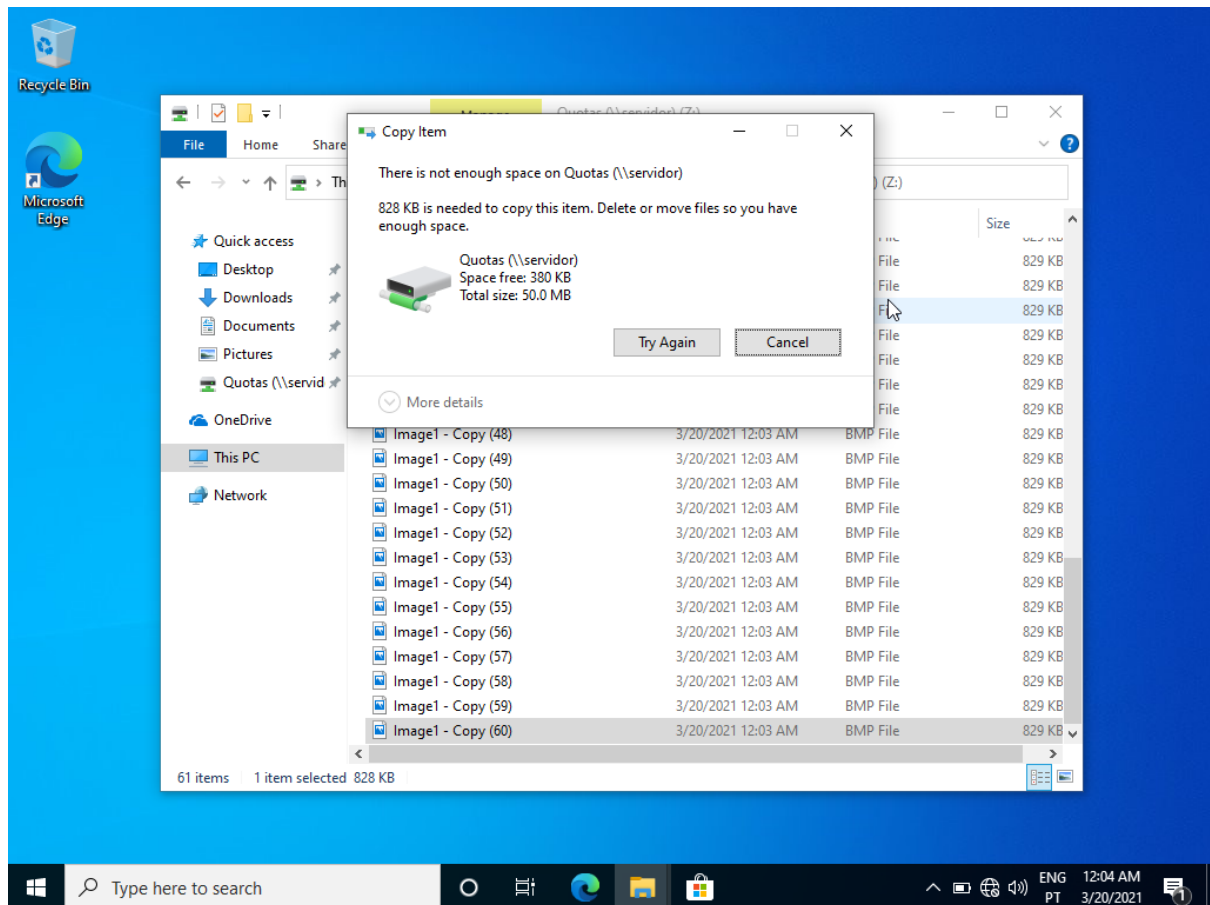 Recycle Bin
Microsoft
Edge
Quotas (\\servidor) (Z:)
File Home Share
Th
) (Z:)
Copy Item
There is not enough space on Quotas (\\servidor)
828 KB is needed to copy this item. Delete or move files so you have
enough space.
Quotas (\\servidor)
Space free: 380 KB
Total size: 50.0 MB
Try Again Cancel
More details
Quick access
Desktop
Downloads
Documents
Pictures
Quotas (\\servid
OneDrive
This PC
Network
Size
File 829 KB
File 829 KB
829 KB
File 829 KB
File 829 KB
File 829 KB
File 829 KB
Image1 - Copy (48) 3/20/2021 12:03 AM BMP File 829 KB
Image1 - Copy (49) 3/20/2021 12:03 AM BMP File 829 KB
Image1 - Copy (50) 3/20/2021 12:03 AM BMP File 829 KB
Image1 - Copy (51) 3/20/2021 12:03 AM BMP File 829 KB
Image1 - Copy (52) 3/20/2021 12:03 AM BMP File 829 KB
Image1 - Copy (53) 3/20/2021 12:03 AM BMP File 829 KB
Image1 - Copy (54) 3/20/2021 12:03 AM BMP File 829 KB
Image1 - Copy (55) 3/20/2021 12:03 AM BMP File 829 KB
Image1 - Copy (56) 3/20/2021 12:03 AM BMP File 829 KB
Image1 - Copy (57) 3/20/2021 12:03 AM BMP File 829 KB
Image1 - Copy (58) 3/20/2021 12:03 AM BMP File 829 KB
Image1 - Copy (59) 3/20/2021 12:03 AM BMP File 829 KB
Image1 - Copy (60) 3/20/2021 12:03 AM BMP File 829 KB
61 items 1 item selected 828 KB
Type here to search
ENG
PT
12:04 AM
3/20/2021
1